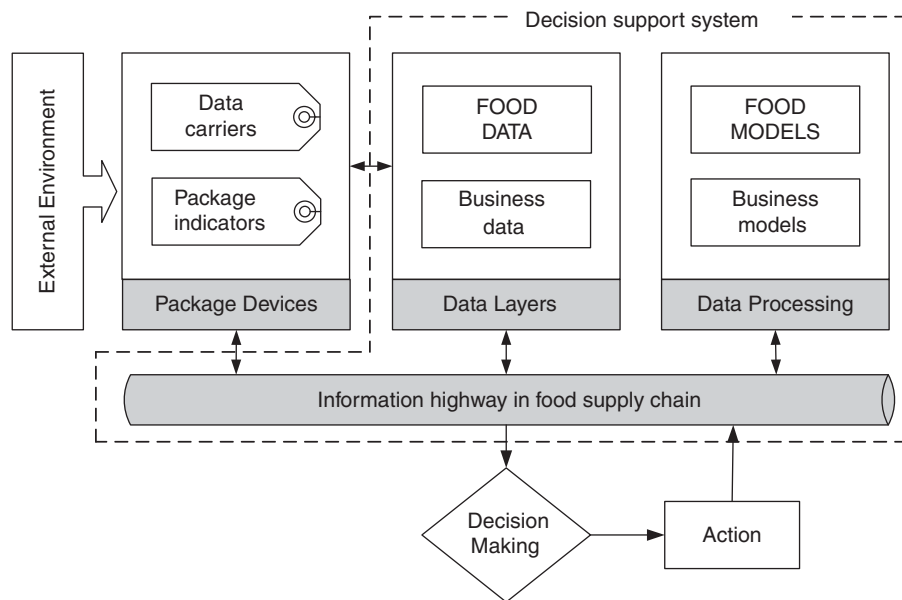 Decision support system
External Environment
Data
carriers
Package
indicators
Package Devices
FOOD
DATA
Business
data
Data Layers
FOOD
MODELS
Business
models
Data Processing
Information highway in food supply chain
Decision
Making
Action